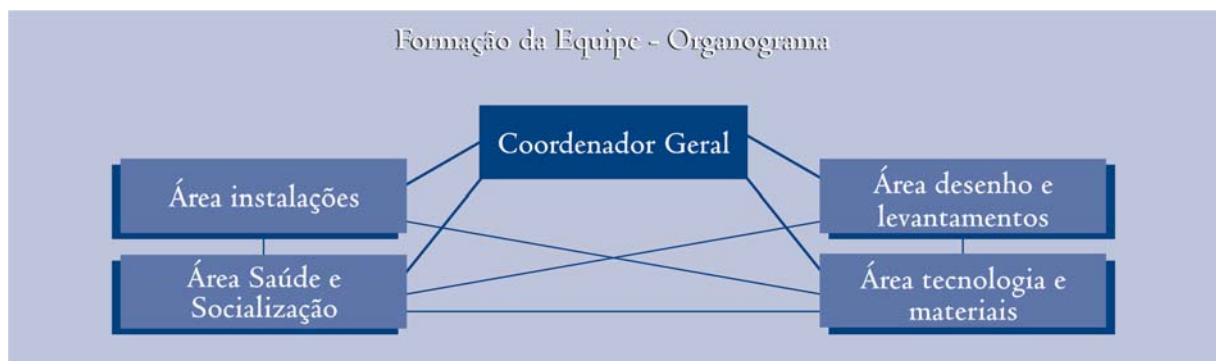 Formação da Equipe - Organograma
Coordenador Geral
Área instalações
Área desenho e
levantamentos
Área Saúde e
Socialização
Área tecnologia e
materiais